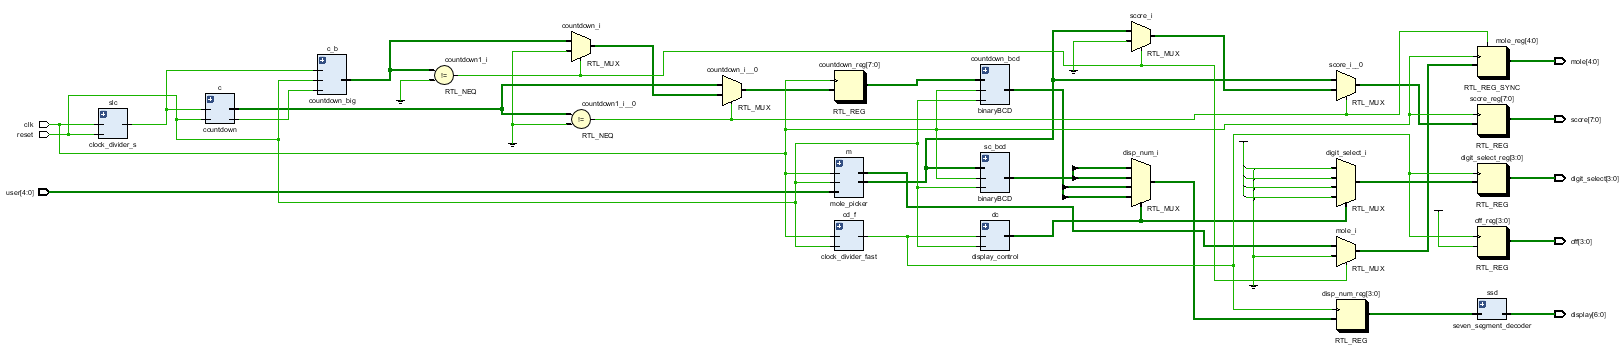 score_i
countdown_i
mole_reg[4:0]
c_b
countdown1_i
countdown_bcd
RTL_MUX
mole[4:0]
RTL_MUX
countdown_i__0
countdown_reg[7:0]
score_i__0
RTL_REG_SYNC
RTL_NEQ
c
score_reg[7:0]
countdown_big
countdown1_i__0
slc
RTL_MUX
RTL_REG
binaryBCD
RTL_MUX
score[7:0]
clk
countdown
reset
RTL_NEQ
clock_divider_s
RTL_REG
m
sc_bcd
disp_num_i
digit_select_i
digit_select_reg[3:0]
digit_select[3:0]
user[4:0]
mole_picker
binaryBCD
RTL_MUX
RTL_MUX
RTL_REG
cd_f
dc
off_reg[3:0]
mole_i
off[3:0]
clock_divider_fast
display_control
RTL_MUX
RTL_REG
disp_num_reg[3:0]
ssd
display[6:0]
seven_segment_decoder
RTL_REG